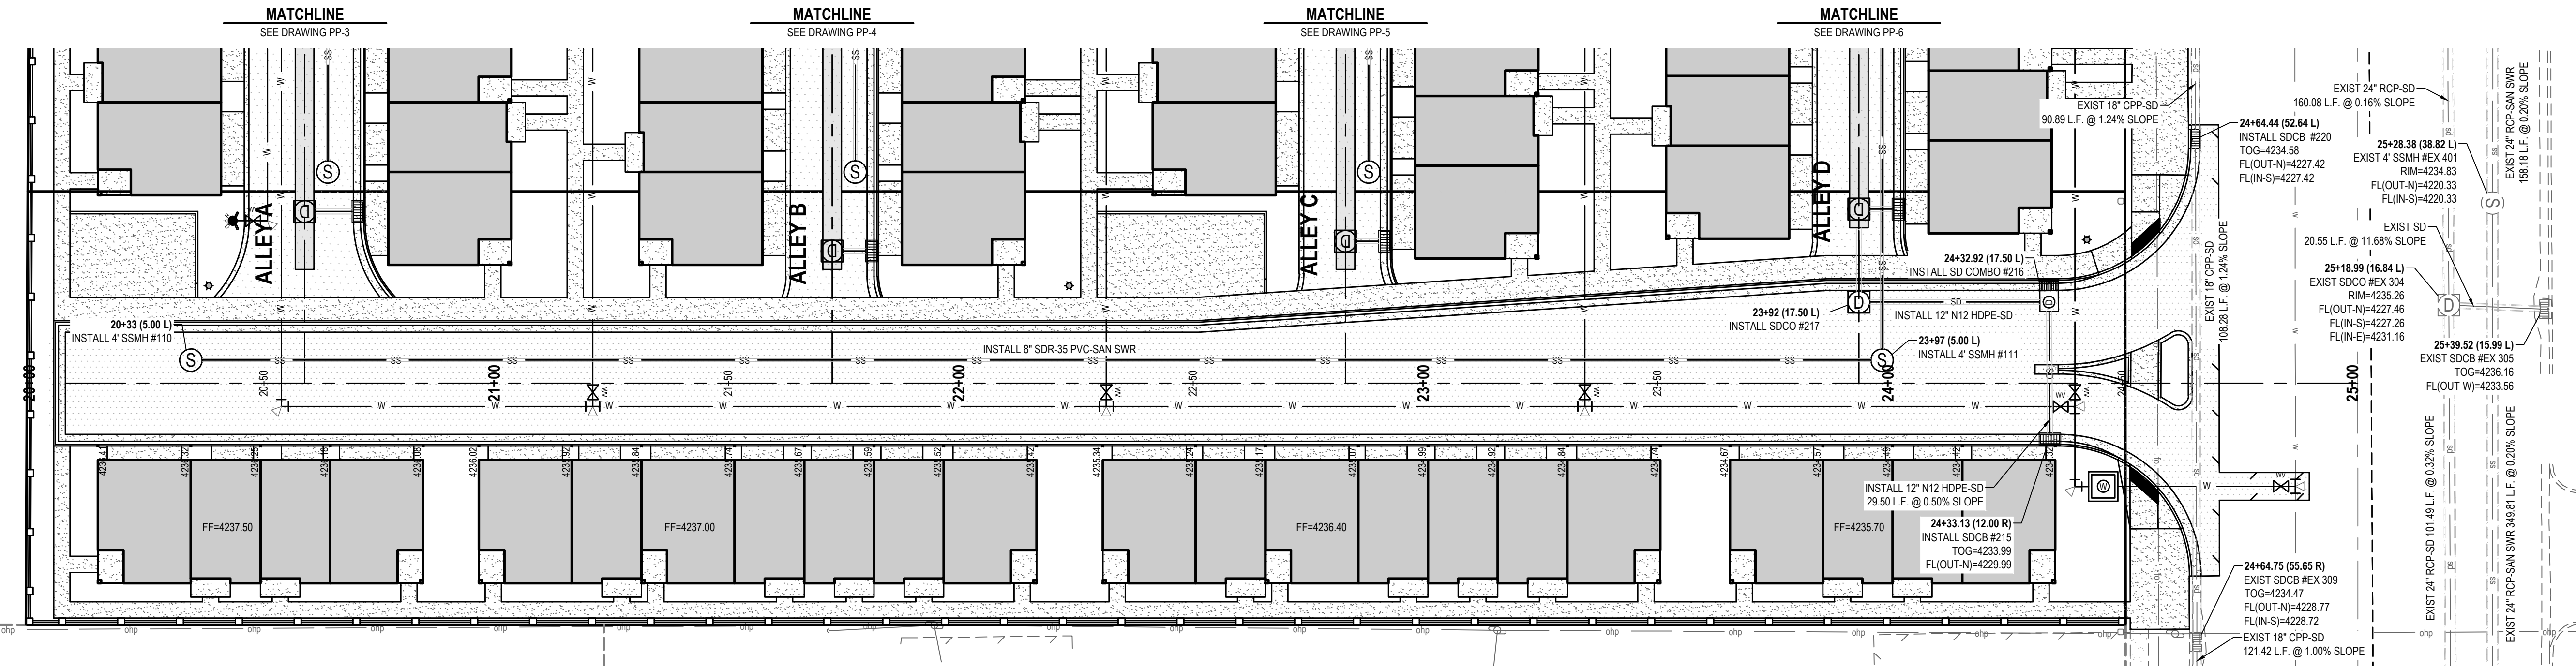 MATCHLINE
SEE DRAWING PP-3
MATCHLINE
SEE DRAWING PP-4
MATCHLINE
SEE DRAWING PP-5
MATCHLINE
SEE DRAWING PP-6
EXIST 18" CPP-SD
90.89 L.F. @ 1.24% SLOPE
24+64.44 (52.64 L)
INSTALL SDCB #220
TOG=4234.58
FL(OUT-N)=4227.42
FL(IN-S)=4227.42
EXIST 24" RCP-SD
160.08 L.F. @ 0.16% SLOPE
25+28.38 (38.82 L)
EXIST 4' SSMH #EX 401
RIM=4234.83
FL(OUT-N)=4220.33
FL(IN-S)=4220.33
EXIST 24" RCP-SAN SWR
158.18 L.F. @ 0.20% SLOPE
EXIST SD
20.55 L.F. @ 11.68% SLOPE
25+18.99 (16.84 L)
EXIST SDCO #EX 304
RIM=4235.26
FL(OUT-N)=4227.46
FL(IN-S)=4227.26
FL(IN-E)=4231.16
25+39.52 (15.99 L)
EXIST SDCB #EX 305
TOG=4236.16
FL(OUT-W)=4233.56
ALLEY A
ALLEY B
ALLEY C
ALLEY D
24+32.92 (17.50 L)
INSTALL SD COMBO #216
INSTALL 12" N12 HDPE-SD
23+92 (17.50 L)
INSTALL SDCO #217
EXIST 18" CPP-SD
108.28 L.F. @ 1.24% SLOPE
20+33 (5.00 L)
INSTALL 4' SSMH #110
INSTALL 8" SDR-35 PVC-SAN SWR
23+97 (5.00 L)
INSTALL 4' SSMH #111
20+00
20+50
21+00
21+50
22+00
22+50
23+00
23+50
24+00
24+50
25+00
4236.02
4235.34
4234.67
FF=4237.50
FF=4237.00
FF=4236.40
FF=4235.70
INSTALL 12" N12 HDPE-SD
29.50 L.F. @ 0.50% SLOPE
24+33.13 (12.00 R)
INSTALL SDCB #215
TOG=4233.99
FL(OUT-N)=4229.99
EXIST 24" RCP-SD 101.49 L.F. @ 0.32% SLOPE
EXIST 24" RCP-SAN SWR 349.81 L.F. @ 0.20% SLOPE
24+64.75 (55.65 R)
EXIST SDCB #EX 309
TOG=4234.47
FL(OUT-N)=4228.77
FL(IN-S)=4228.72
EXIST 18" CPP-SD
121.42 L.F. @ 1.00% SLOPE